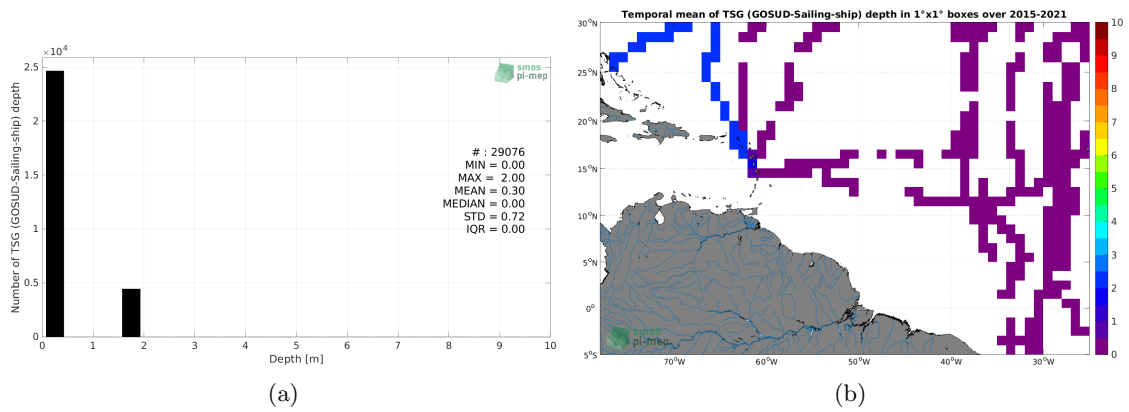 ×10⁴
2.5
2
1.5
1
0.5
0
Number of TSG (GOSUD-Sailing-ship) depth
smos
pi-mep
# : 29076
MIN = 0.00
MAX = 2.00
MEAN = 0.30
MEDIAN = 0.00
STD = 0.72
IQR = 0.00
0 1 2 3 4 5 6 7 8 9 10
Depth [m]
(a)
Temporal mean of TSG (GOSUD-Sailing-ship) depth in 1°x1° boxes over 2015-2021
30°N
25°N
20°N
15°N
10°N
5°N
0°
5°S
smos
pi-mep
70°W 60°W 50°W 40°W 30°W
10
9
8
7
6
5
4
3
2
1
0
(b)